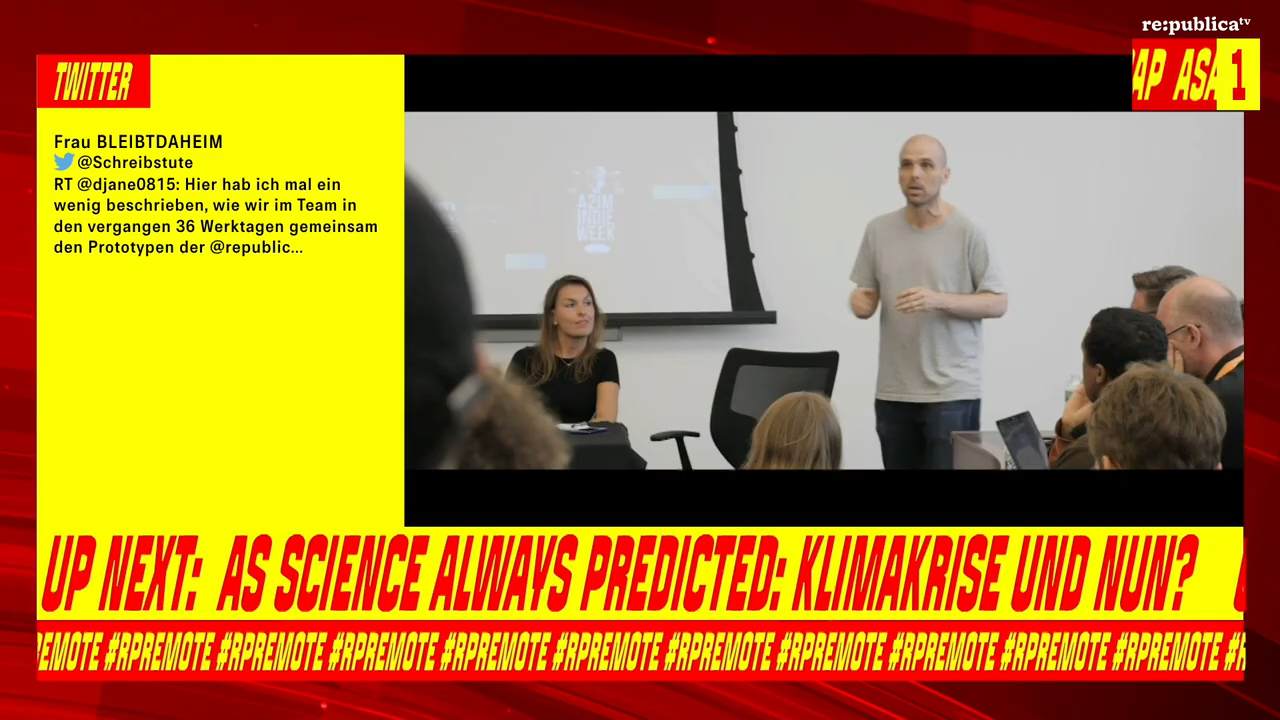 re:publica tv
AP ASA 1
TWITTER
Frau BLEIBTDAHEIM
@Schreibstute
RT @djane0815: Hier hab ich mal ein
wenig beschrieben, wie wir im Team in
den vergangen 36 Werktagen gemeinsam
den Prototypen der @republic...
A2IM
INDIE
WEEK
UP NEXT: AS SCIENCE ALWAYS PREDICTED: KLIMAKRISE UND NUN?
EMOTE #RPREMOTE #RPREMOTE #RPREMOTE #RPREMOTE #RPREMOTE #RPREMOTE #RPREMOTE #RPREMOTE #RPREMOTE #RPREMOTE #R